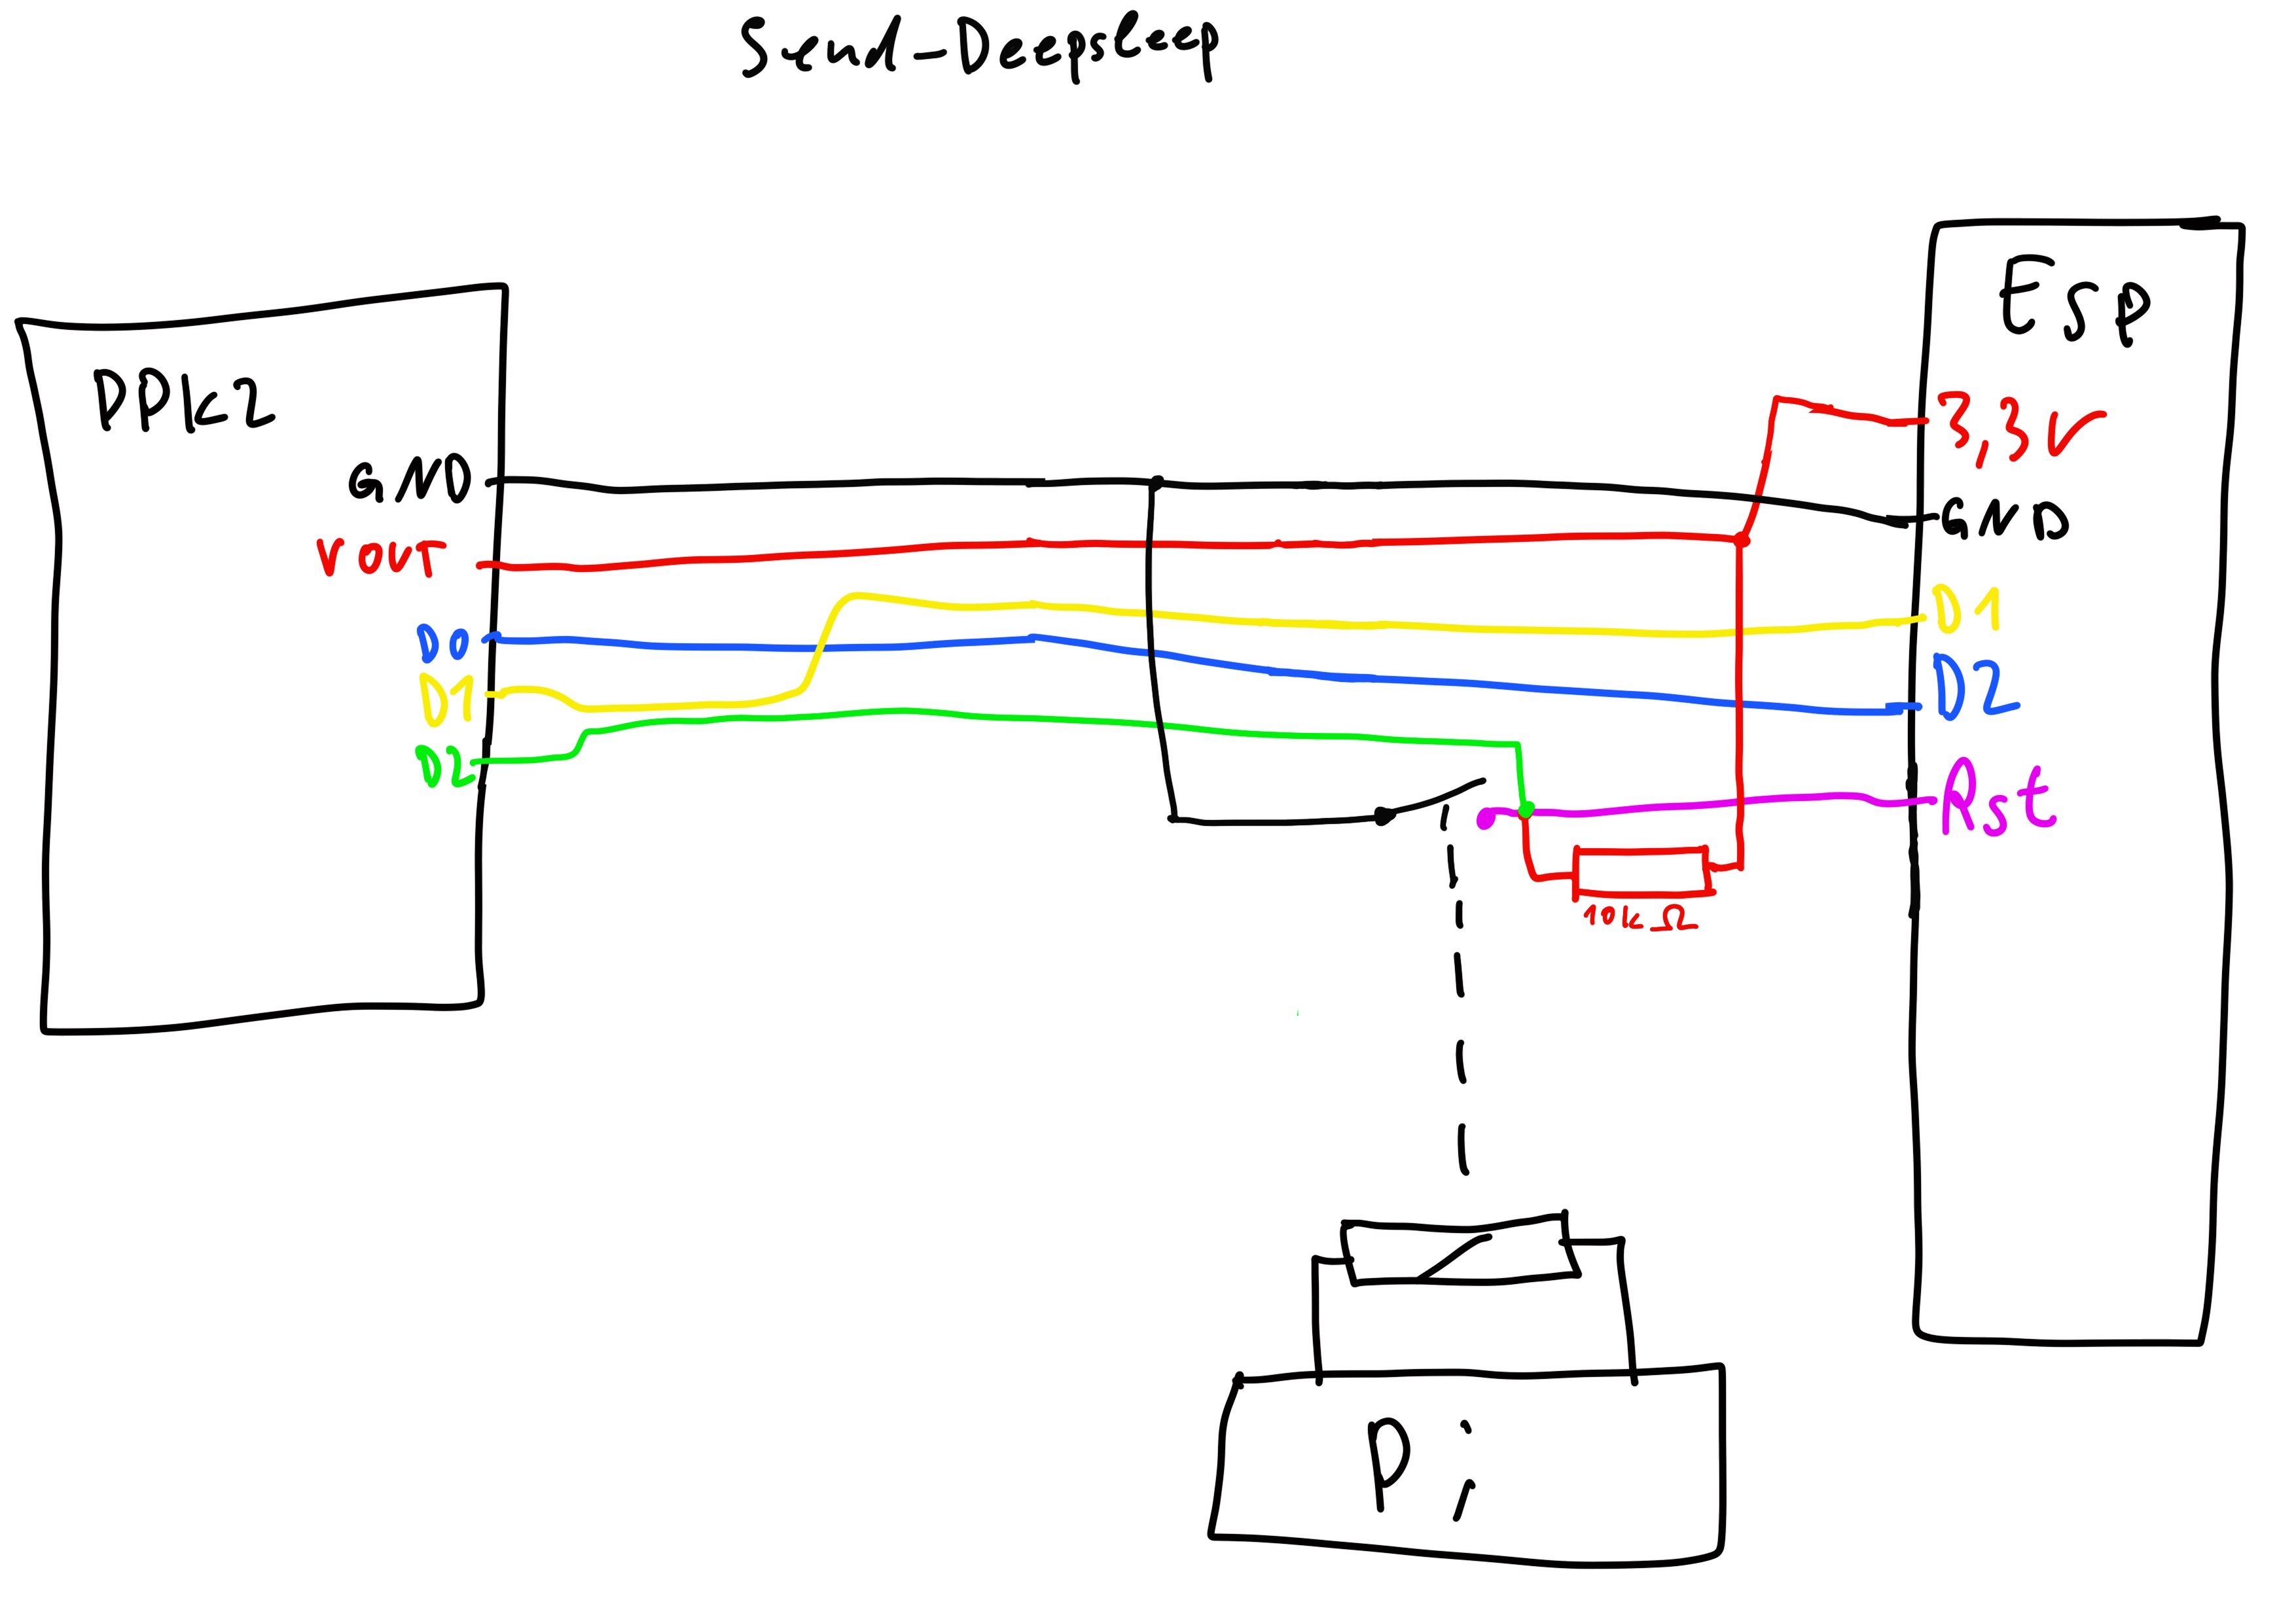 Send-Deepsleep
PPk2
GND
VOUT
D0
D1
D2
ESP
3,3V
GND
D1
D2
Rst
10kΩ
Pi